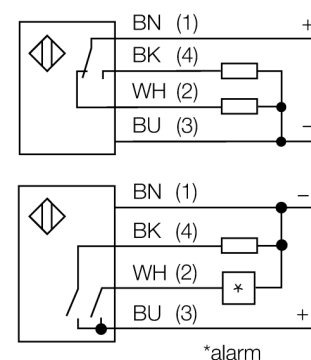 BN (1) +
BK (4)
WH (2)
BU (3) −
BN (1) −
BK (4)
WH (2)
*
BU (3) +
*alarm